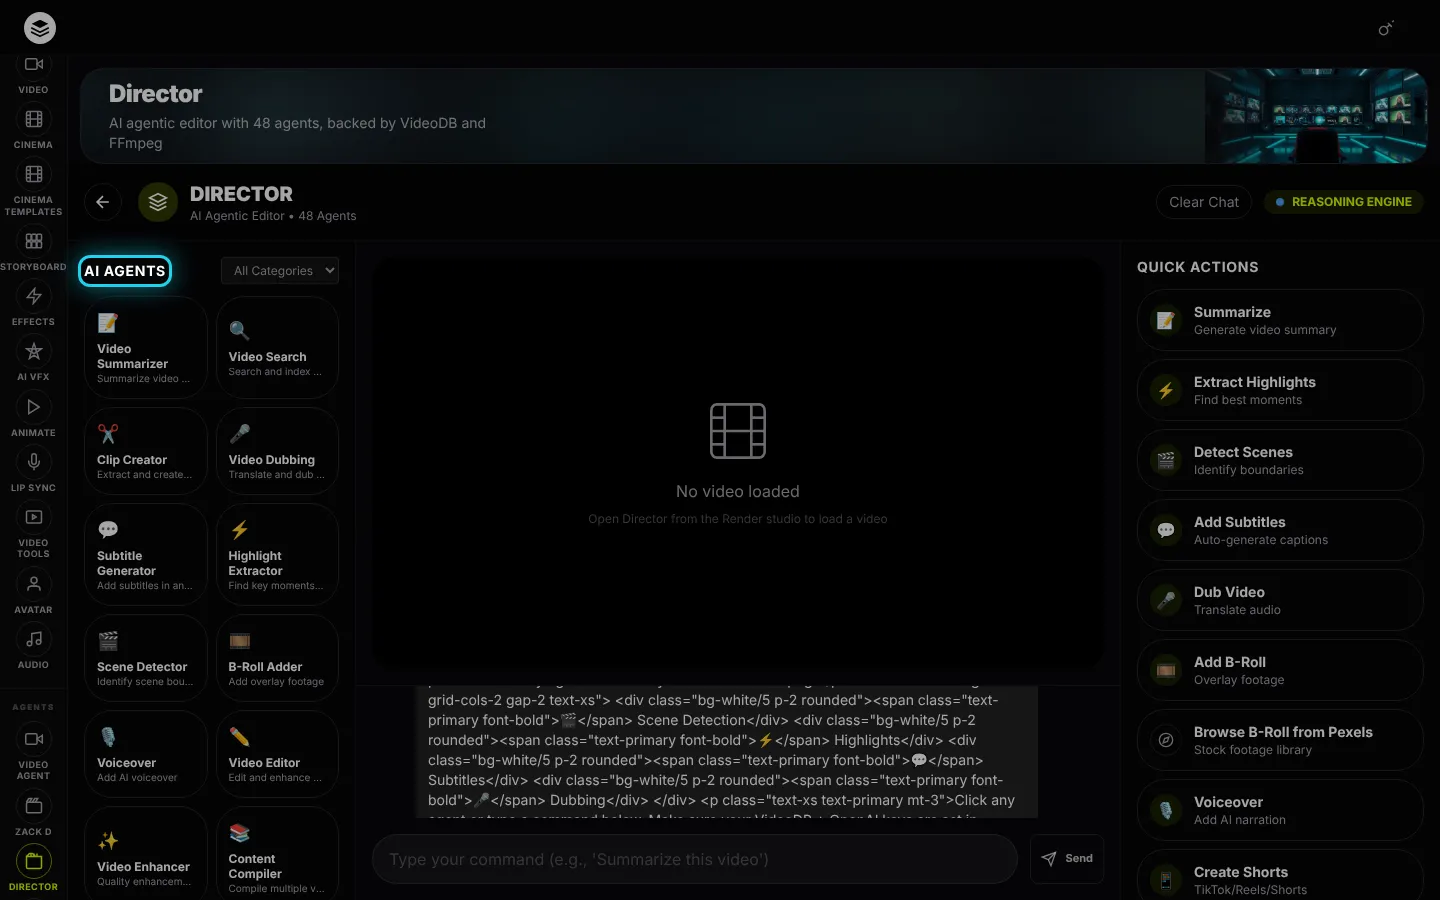 VIDEO
CINEMA
CINEMA
TEMPLATES
STORYBOARD
EFFECTS
AI VFX
ANIMATE
LIP SYNC
VIDEO
TOOLS
AVATAR
AUDIO
AGENTS
VIDEO
AGENT
ZACK D
DIRECTOR
Director
AI agentic editor with 48 agents, backed by VideoDB and
FFmpeg
DIRECTOR
AI Agentic Editor • 48 Agents
Clear Chat
REASONING ENGINE
AI AGENTS
All Categories
Video
Summarizer
Summarize video ...
Video Search
Search and index ...
Clip Creator
Extract and create...
Video Dubbing
Translate and dub ...
Subtitle
Generator
Add subtitles in an...
Highlight
Extractor
Find key moments...
Scene Detector
Identify scene bou...
B-Roll Adder
Add overlay footage
Voiceover
Add AI voiceover
Video Editor
Edit and enhance ...
Video Enhancer
Quality enhancem...
Content
Compiler
Compile multiple v...
No video loaded
Open Director from the Render studio to load a video
grid-cols-2 gap-2 text-xs"> <div class="bg-white/5 p-2 rounded"><span class="text-
primary font-bold">🎬</span> Scene Detection</div> <div class="bg-white/5 p-2
rounded"><span class="text-primary font-bold">⚡</span> Highlights</div> <div
class="bg-white/5 p-2 rounded"><span class="text-primary font-bold">💬</span>
Subtitles</div> <div class="bg-white/5 p-2 rounded"><span class="text-primary font-
bold">🎤</span> Dubbing</div> </div> <p class="text-xs text-primary mt-3">Click any
Type your command (e.g., 'Summarize this video')
Send
QUICK ACTIONS
Summarize
Generate video summary
Extract Highlights
Find best moments
Detect Scenes
Identify boundaries
Add Subtitles
Auto-generate captions
Dub Video
Translate audio
Add B-Roll
Overlay footage
Browse B-Roll from Pexels
Stock footage library
Voiceover
Add AI narration
Create Shorts
TikTok/Reels/Shorts